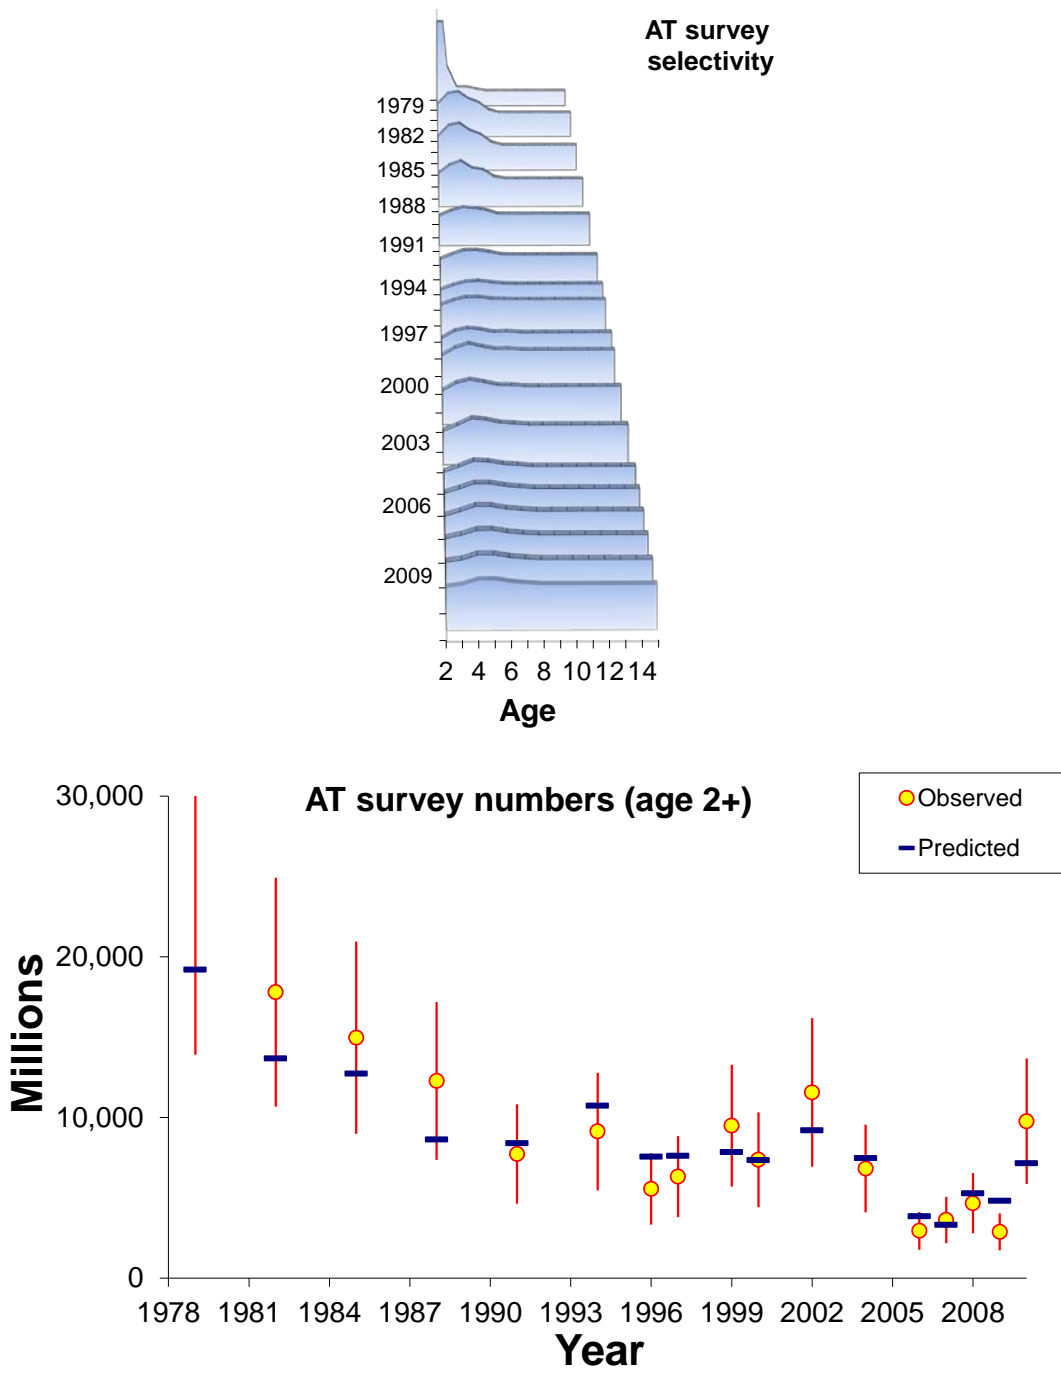 AT survey
selectivity
1979
1982
1985
1988
1991
1994
1997
2000
2003
2006
2009
2 4 6 8 10 12 14
Age
AT survey numbers (age 2+)
Observed
Predicted
30,000
20,000
10,000
0
Millions
1978 1981 1984 1987 1990 1993 1996 1999 2002 2005 2008
Year